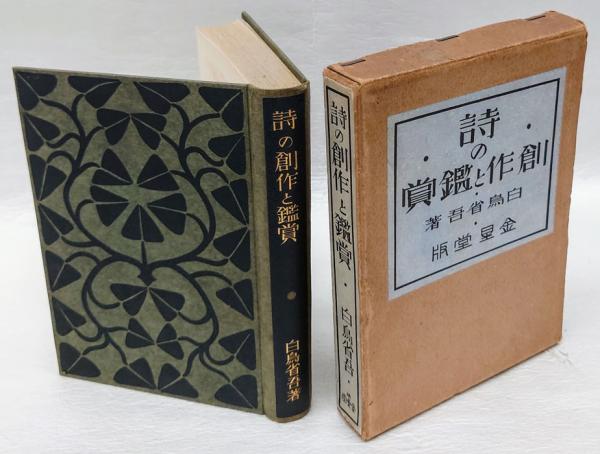 詩の創作と鑑賞
白鳥省吾著
詩の創作と鑑賞
白鳥省吾著
詩
の
創作と鑑賞
白鳥省吾著
金星堂版